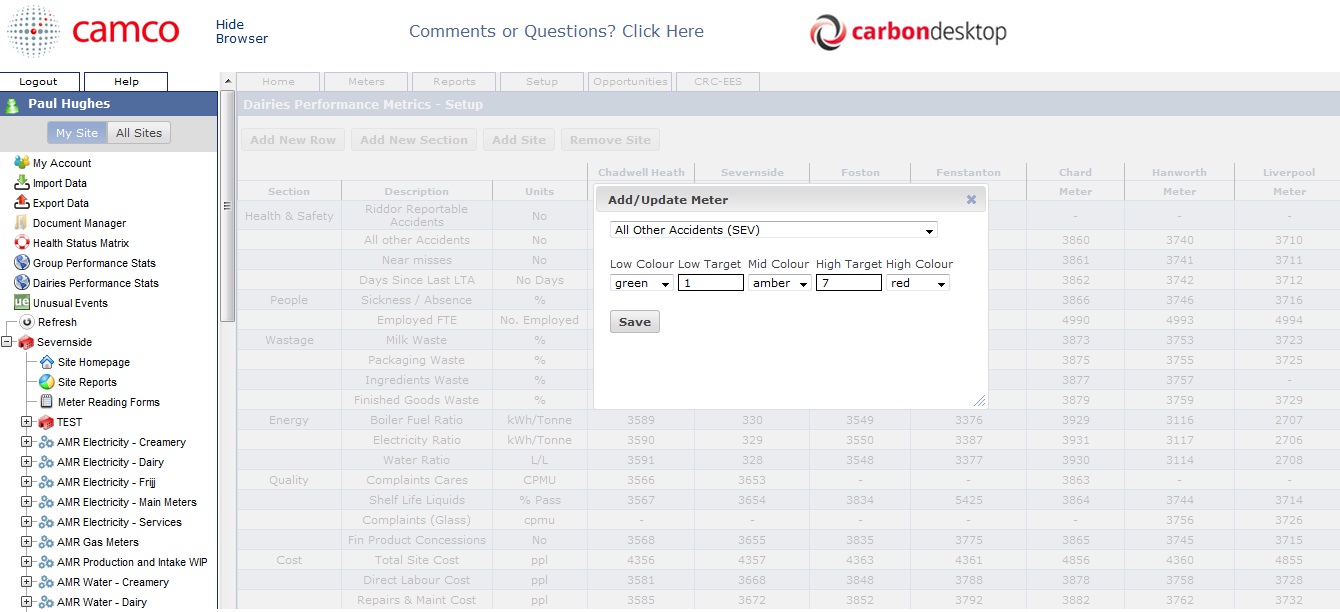 camco
Hide
Browser
Comments or Questions? Click Here
carbondesktop
Logout Help
Home Meters Reports Setup Opportunities CRC-EES
Paul Hughes
Dairies Performance Metrics - Setup
My Site All Sites
Add New Row Add New Section Add Site Remove Site
My Account
Import Data
Export Data
Document Manager
Health Status Matrix
Group Performance Stats
Dairies Performance Stats
ue Unusual Events
Refresh
Severnside
Site Homepage
Site Reports
Meter Reading Forms
TEST
AMR Electricity - Creamery
AMR Electricity - Dairy
AMR Electricity - Frijj
AMR Electricity - Main Meters
AMR Electricity - Services
AMR Gas Meters
AMR Production and Intake WIP
AMR Water - Creamery
AMR Water - Dairy
Chadwell Heath Severnside Foston Fenstanton Chard Hanworth Liverpool
Section Description Units Meter Meter Meter
Health & Safety Riddor Reportable Accidents No - - -
All other Accidents No 3860 3740 3710
Near misses No 3861 3741 3711
Days Since Last LTA No Days 3862 3742 3712
People Sickness / Absence % 3866 3746 3716
Employed FTE No. Employed 4990 4993 4994
Wastage Milk Waste % 3873 3753 3723
Packaging Waste % 3875 3755 3725
Ingredients Waste % 3877 3757 -
Finished Goods Waste % 3879 3759 3729
Energy Boiler Fuel Ratio kWh/Tonne 3589 330 3549 3376 3929 3116 2707
Electricity Ratio kWh/Tonne 3590 329 3550 3387 3931 3117 2706
Water Ratio L/L 3591 328 3548 3377 3930 3114 2708
Quality Complaints Cares CPMU 3566 3653 - - 3863 - -
Shelf Life Liquids % Pass 3567 3654 3834 5425 3864 3744 3714
Complaints (Glass) cpmu - - - - - 3756 3726
Fin Product Concessions No 3568 3655 3835 3775 3865 3745 3715
Cost Total Site Cost ppl 4356 4357 4363 4361 4856 4360 4855
Direct Labour Cost ppl 3581 3668 3848 3788 3878 3758 3728
Repairs & Maint Cost ppl 3585 3672 3852 3792 3882 3762 3732
Add/Update Meter
All Other Accidents (SEV)
Low Colour Low Target Mid Colour High Target High Colour
green 1 amber 7 red
Save